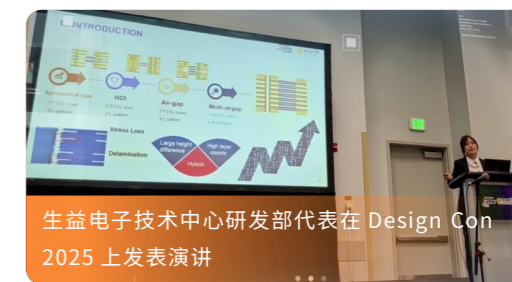 INTRODUCTION
Symmetrical type
HDI
Air-gap
Multi-airgap
Stress Loss
Delamination
Large height difference
High layer counts
Hybrid
生益电子技术中心研发部代表在 Design Con
2025 上发表演讲